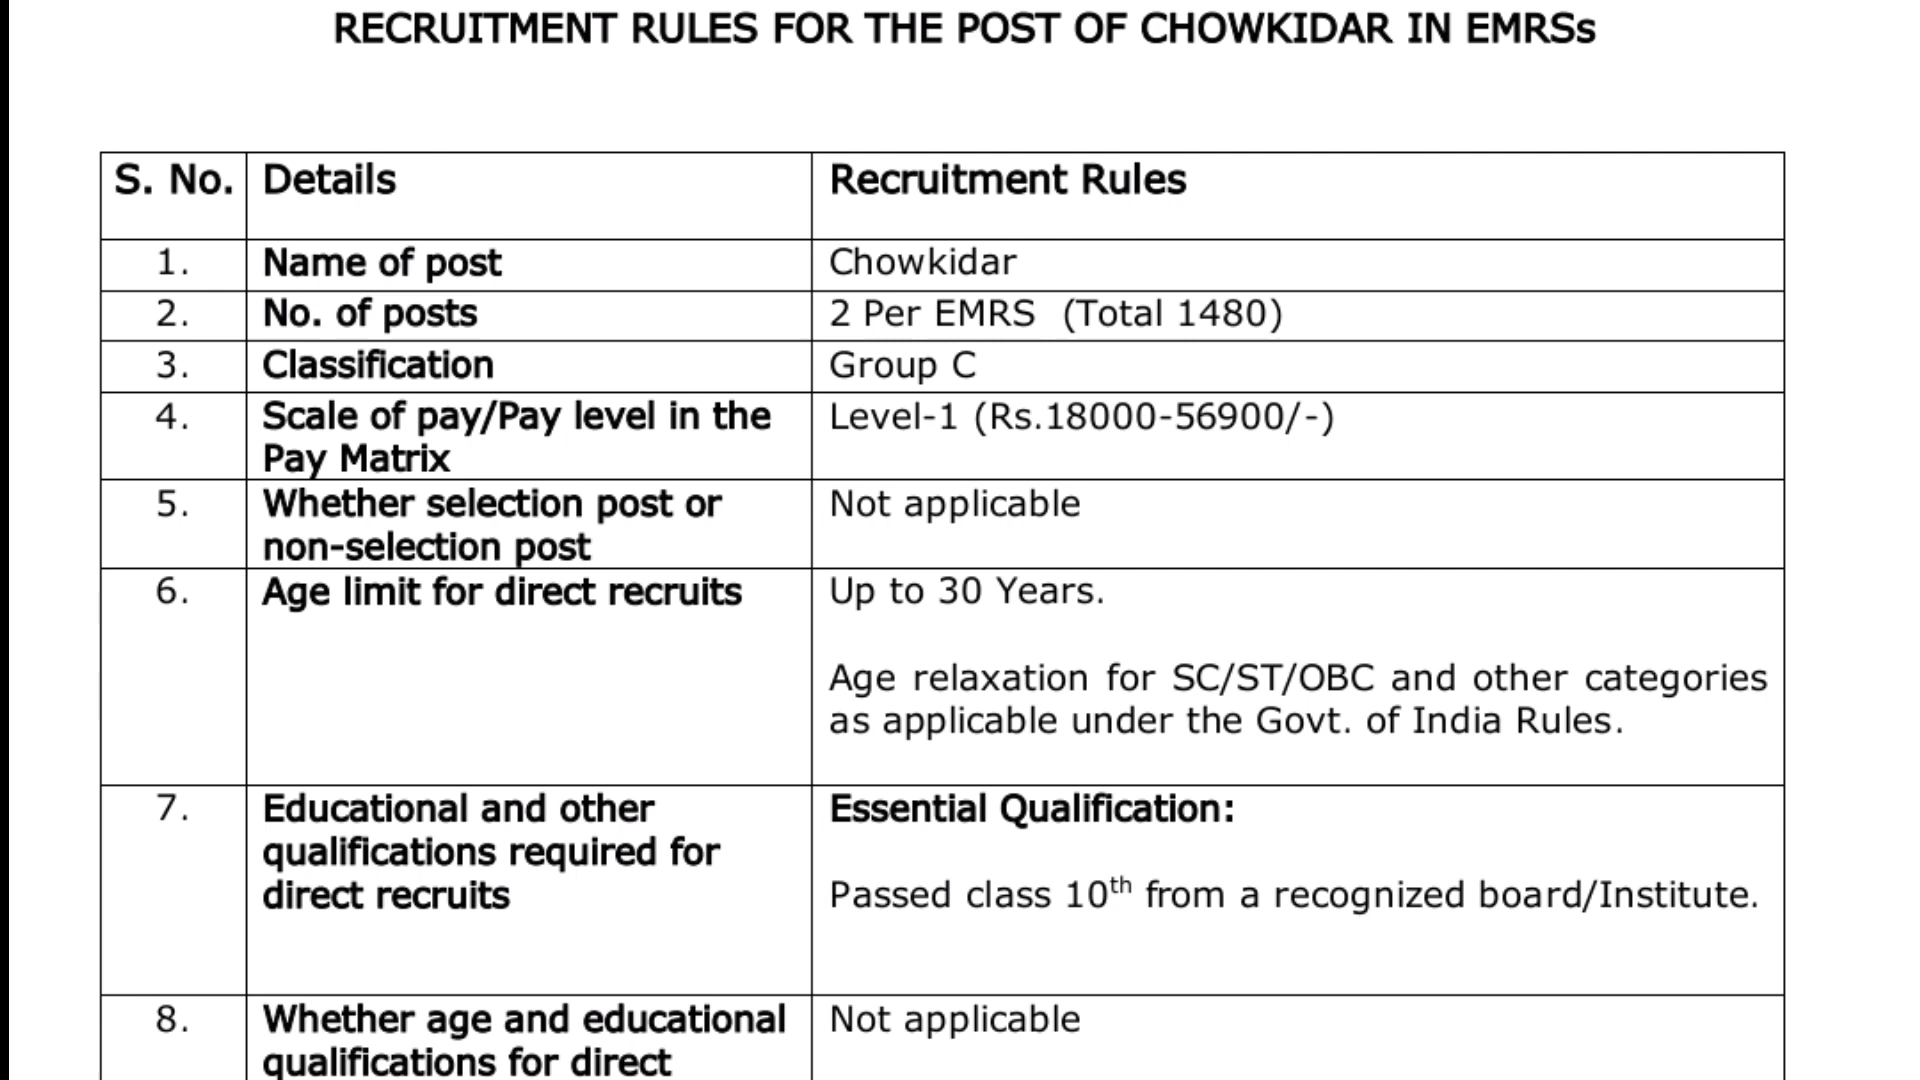 RECRUITMENT RULES FOR THE POST OF CHOWKIDAR IN EMRSs
S. No. Details Recruitment Rules
1. Name of post Chowkidar
2. No. of posts 2 Per EMRS (Total 1480)
3. Classification Group C
4. Scale of pay/Pay level in the Level-1 (Rs.18000-56900/-)
Pay Matrix
5. Whether selection post or Not applicable
non-selection post
6. Age limit for direct recruits Up to 30 Years.
Age relaxation for SC/ST/OBC and other categories
as applicable under the Govt. of India Rules.
7. Educational and other Essential Qualification:
qualifications required for
direct recruits Passed class 10th from a recognized board/Institute.
8. Whether age and educational Not applicable
qualifications for direct